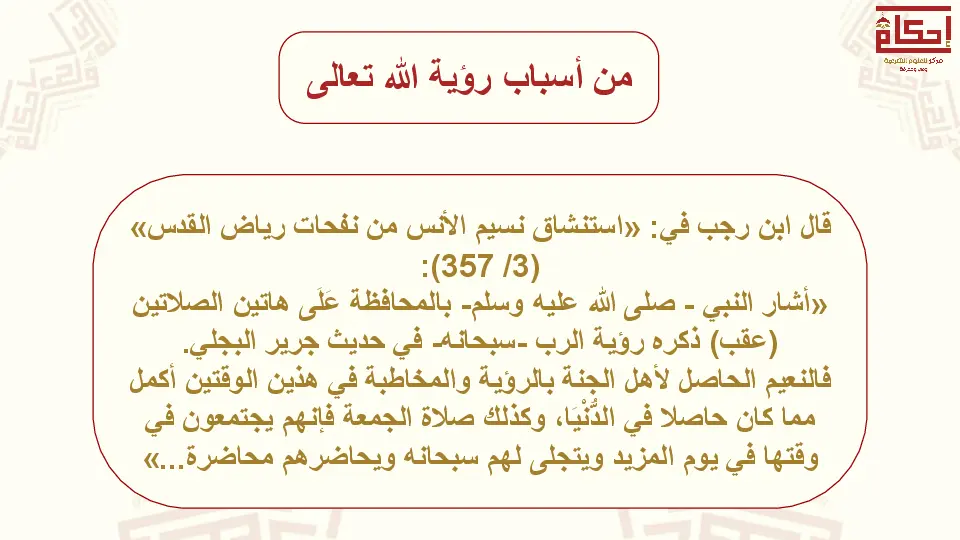 إحكام
مركز للعلوم الشرعية
من أسباب رؤية الله تعالى
قال ابن رجب في: «استنشاق نسيم الأنس من نفحات رياض القدس»
(3/ 357):
«أشار النبي - صلى الله عليه وسلم- بالمحافظة عَلَى هاتين الصلاتين
(عقب) ذكره رؤية الرب -سبحانه- في حديث جرير البجلي.
فالنعيم الحاصل لأهل الجنة بالرؤية والمخاطبة في هذين الوقتين أكمل
مما كان حاصلا في الدُّنْيَا، وكذلك صلاة الجمعة فإنهم يجتمعون في
وقتها في يوم المزيد ويتجلى لهم سبحانه ويحاضرهم محاضرة...»